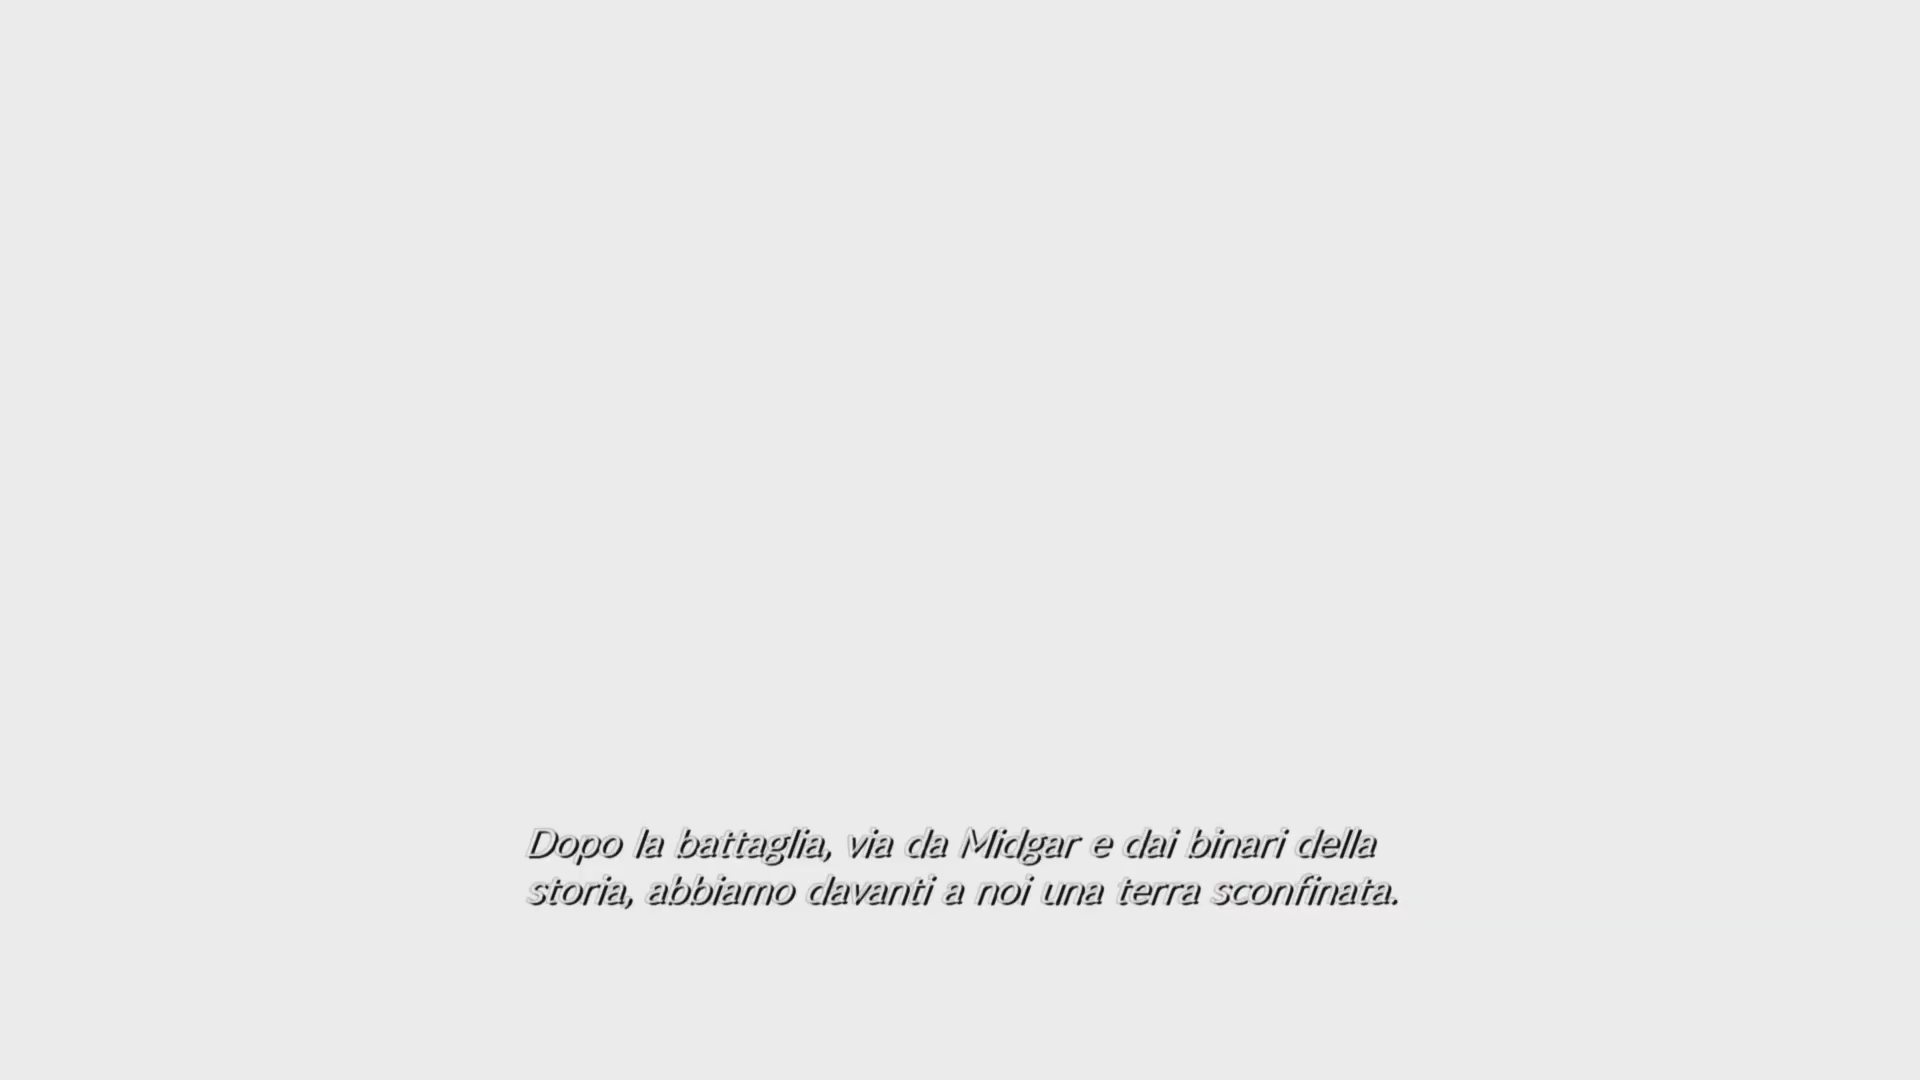 Dopo la battaglia, via da Midgar e dai binari della
storia, abbiamo davanti a noi una terra sconfinata.